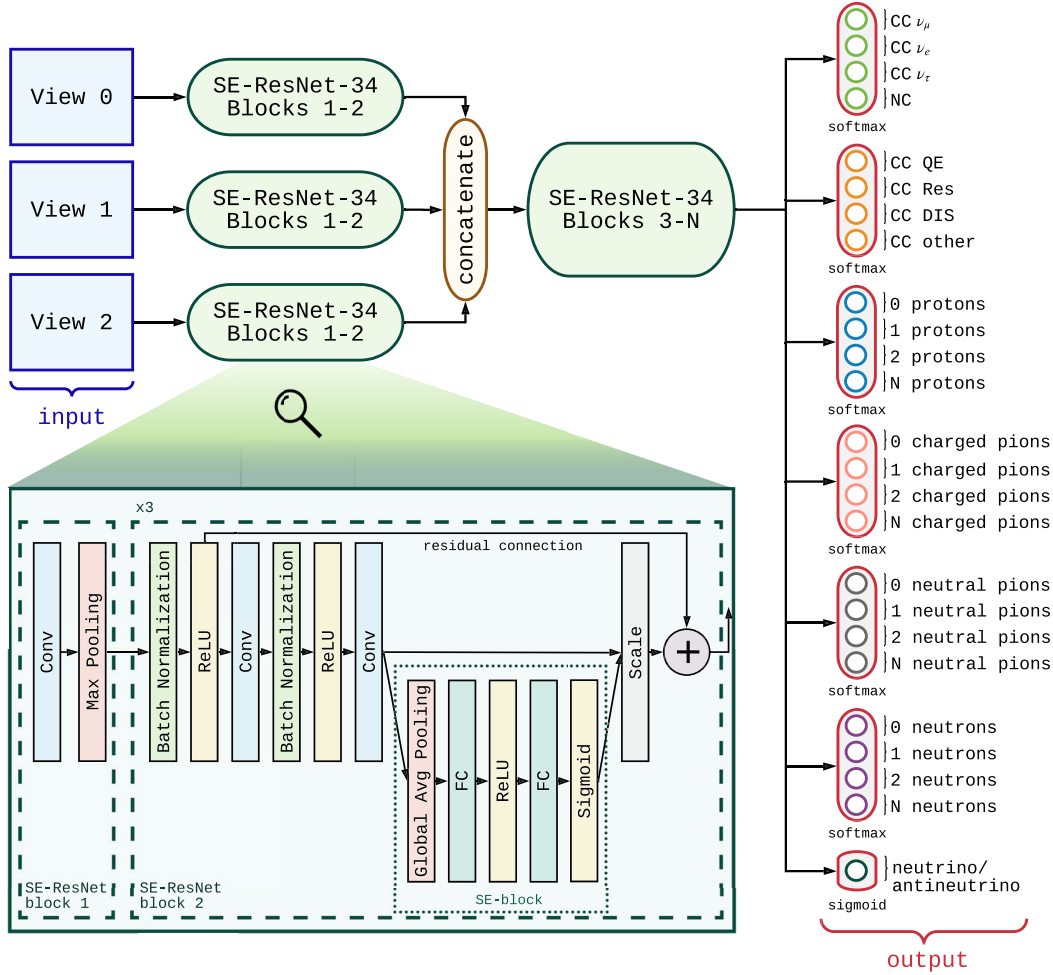 View 0
SE-ResNet-34
Blocks 1-2
View 1
SE-ResNet-34
Blocks 1-2
View 2
SE-ResNet-34
Blocks 1-2
input
concatenate
SE-ResNet-34
Blocks 3-N
CC νμ
CC νe
CC ντ
NC
softmax
CC QE
CC Res
CC DIS
CC other
softmax
0 protons
1 protons
2 protons
N protons
softmax
0 charged pions
1 charged pions
2 charged pions
N charged pions
softmax
0 neutral pions
1 neutral pions
2 neutral pions
N neutral pions
softmax
0 neutrons
1 neutrons
2 neutrons
N neutrons
softmax
neutrino/
antineutrino
sigmoid
output
x3
residual connection
Conv
Max Pooling
Batch Normalization
ReLU
Conv
Batch Normalization
ReLU
Conv
Scale
+
Global Avg Pooling
FC
ReLU
FC
Sigmoid
SE-ResNet
block 1
SE-ResNet
block 2
SE-block